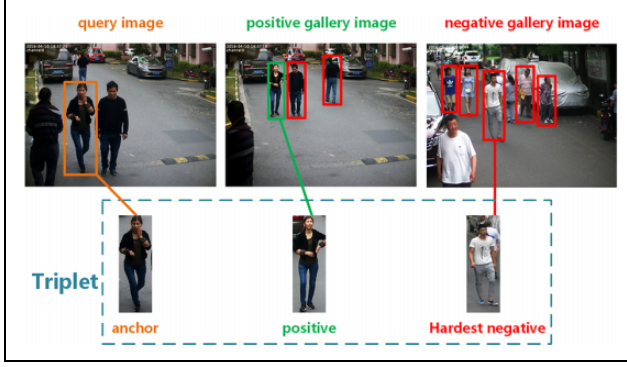 query image
positive gallery image
negative gallery image
Triplet
anchor
positive
Hardest negative